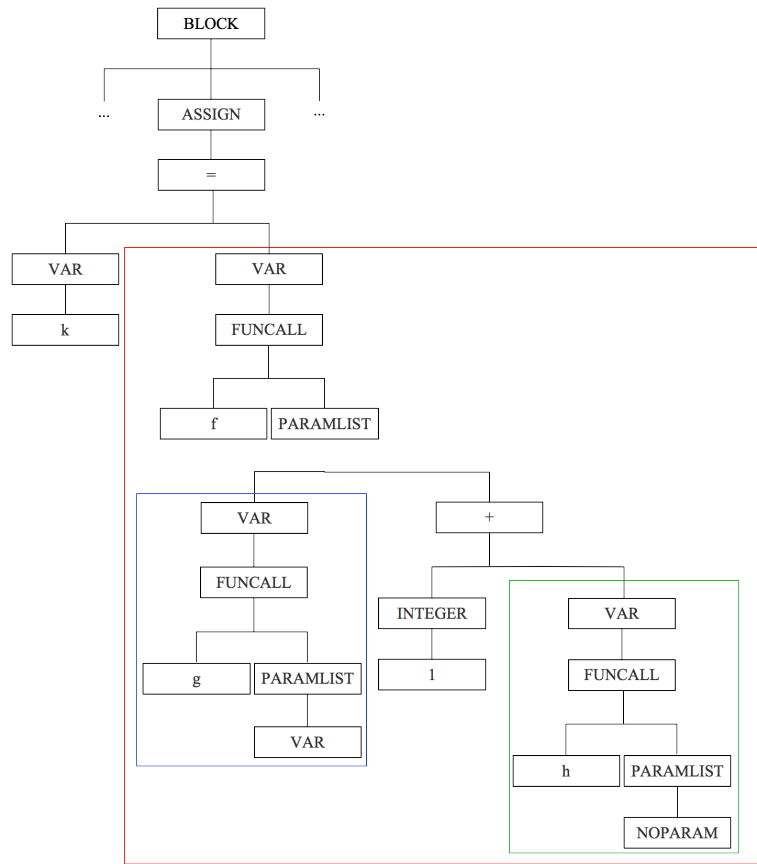 BLOCK
... ASSIGN ...
=
VAR VAR
k FUNCALL
f PARAMLIST
VAR +
FUNCALL INTEGER VAR
g PARAMLIST 1 FUNCALL
VAR h PARAMLIST
NOPARAM